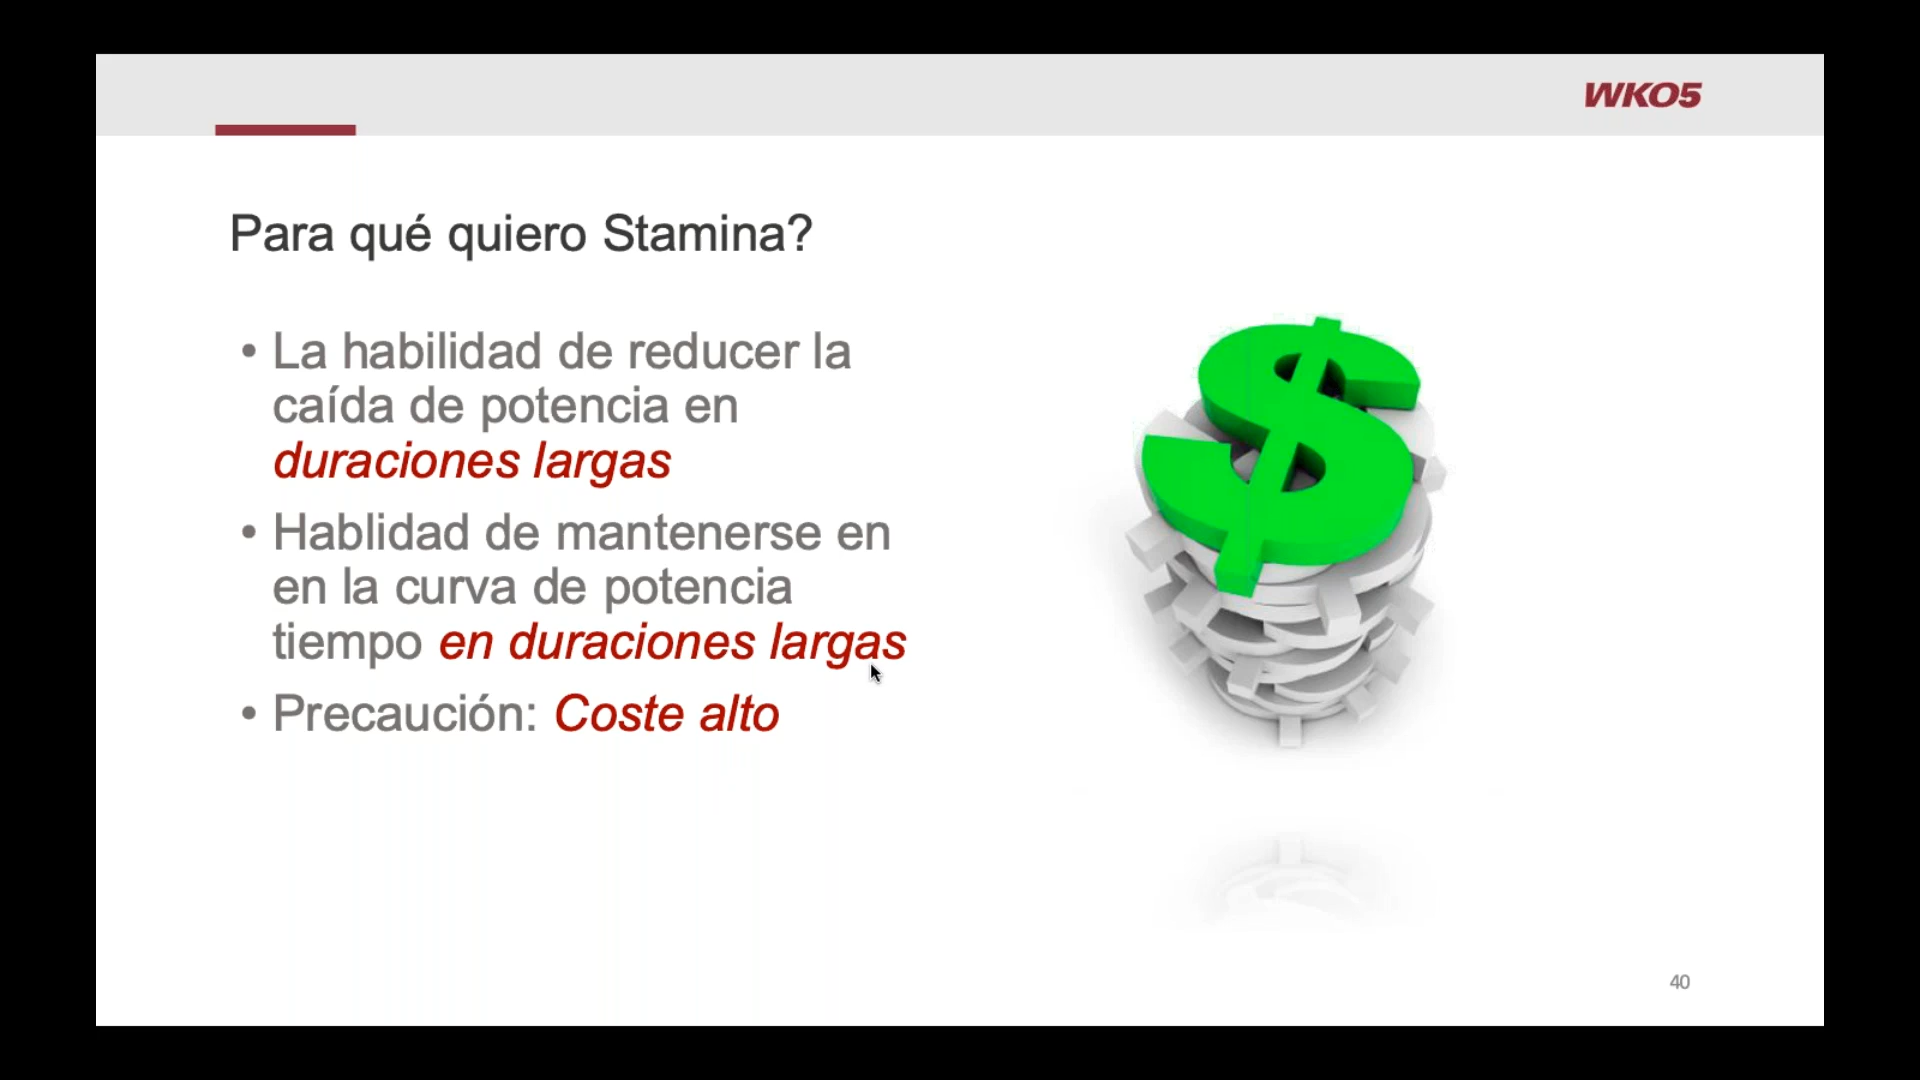 WKO5
Para qué quiero Stamina?
• La habilidad de reducer la
caída de potencia en
duraciones largas
• Hablidad de mantenerse en
en la curva de potencia
tiempo en duraciones largas
• Precaución: Coste alto
40